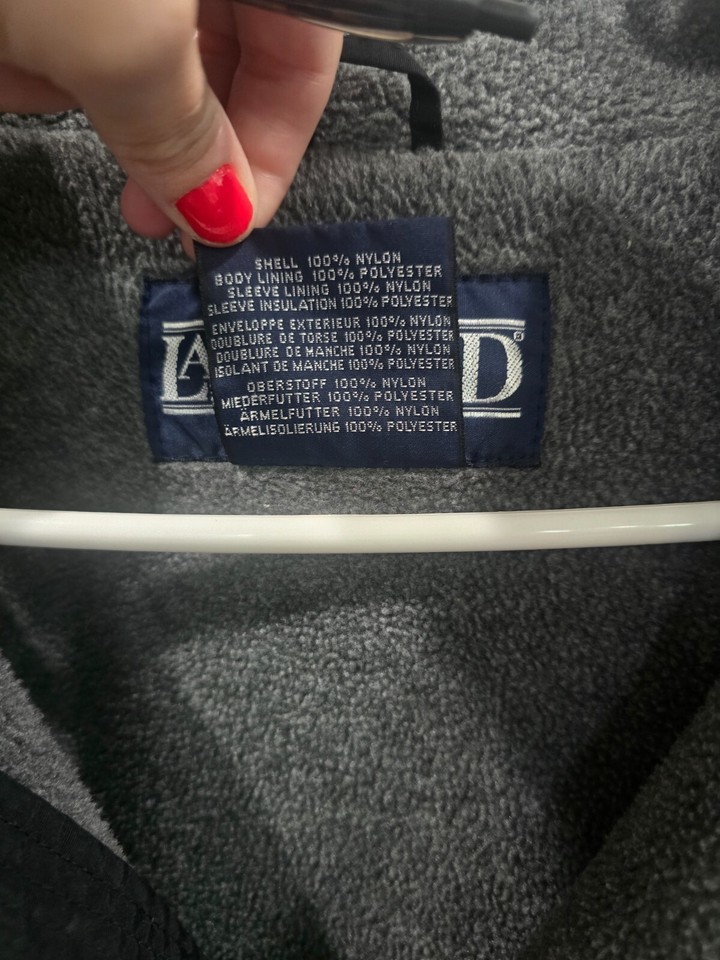 SHELL 100% NYLON
BODY LINING 100% POLYESTER
SLEEVE LINING 100% NYLON
SLEEVE INSULATION 100% POLYESTER
ENVELOPPE EXTERIEUR 100% NYLON
DOUBLURE DE TORSE 100% POLYESTER
DOUBLURE DE MANCHE 100% NYLON
ISOLANT DE MANCHE 100% POLYESTER
OBERSTOFF 100% NYLON
MIEDERFUTTER 100% POLYESTER
ÄRMELFUTTER 100% NYLON
ÄRMELISOLIERUNG 100% POLYESTER